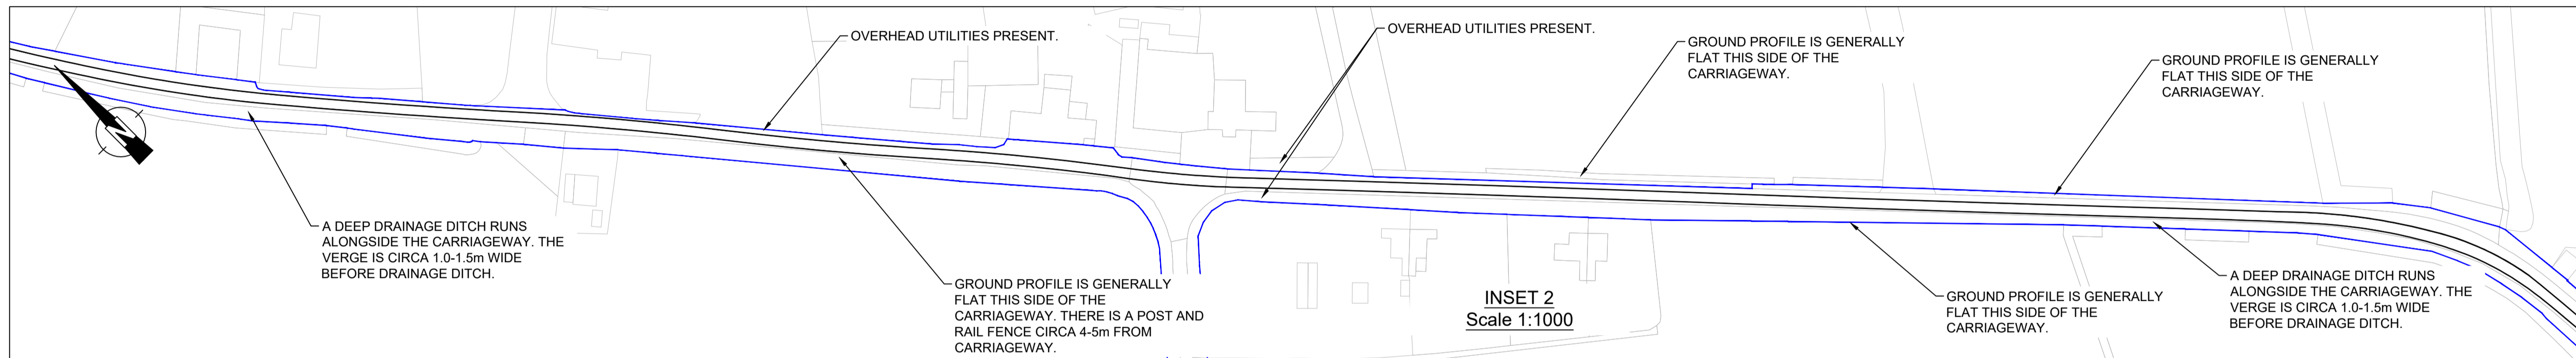 OVERHEAD UTILITIES PRESENT.
OVERHEAD UTILITIES PRESENT.
GROUND PROFILE IS GENERALLY
FLAT THIS SIDE OF THE
CARRIAGEWAY.
GROUND PROFILE IS GENERALLY
FLAT THIS SIDE OF THE
CARRIAGEWAY.
A DEEP DRAINAGE DITCH RUNS
ALONGSIDE THE CARRIAGEWAY. THE
VERGE IS CIRCA 1.0-1.5m WIDE
BEFORE DRAINAGE DITCH.
GROUND PROFILE IS GENERALLY
FLAT THIS SIDE OF THE
CARRIAGEWAY. THERE IS A POST AND
RAIL FENCE CIRCA 4-5m FROM
CARRIAGEWAY.
INSET 2
Scale 1:1000
GROUND PROFILE IS GENERALLY
FLAT THIS SIDE OF THE
CARRIAGEWAY.
A DEEP DRAINAGE DITCH RUNS
ALONGSIDE THE CARRIAGEWAY. THE
VERGE IS CIRCA 1.0-1.5m WIDE
BEFORE DRAINAGE DITCH.